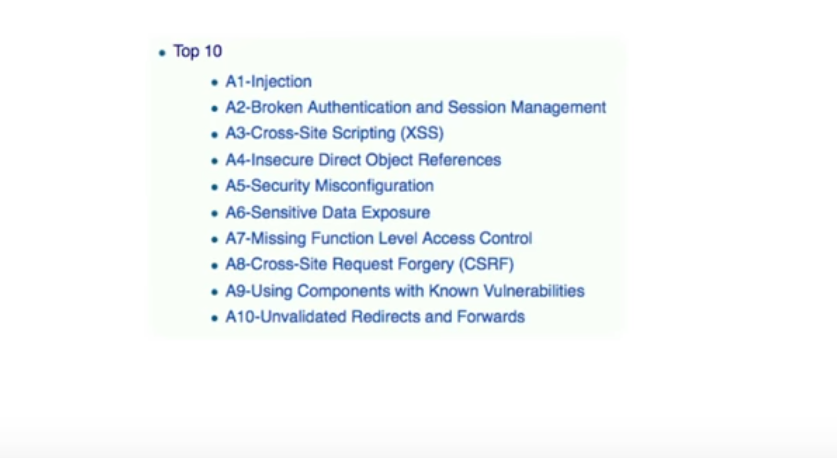 Top 10
A1-Injection
A2-Broken Authentication and Session Management
A3-Cross-Site Scripting (XSS)
A4-Insecure Direct Object References
A5-Security Misconfiguration
A6-Sensitive Data Exposure
A7-Missing Function Level Access Control
A8-Cross-Site Request Forgery (CSRF)
A9-Using Components with Known Vulnerabilities
A10-Unvalidated Redirects and Forwards